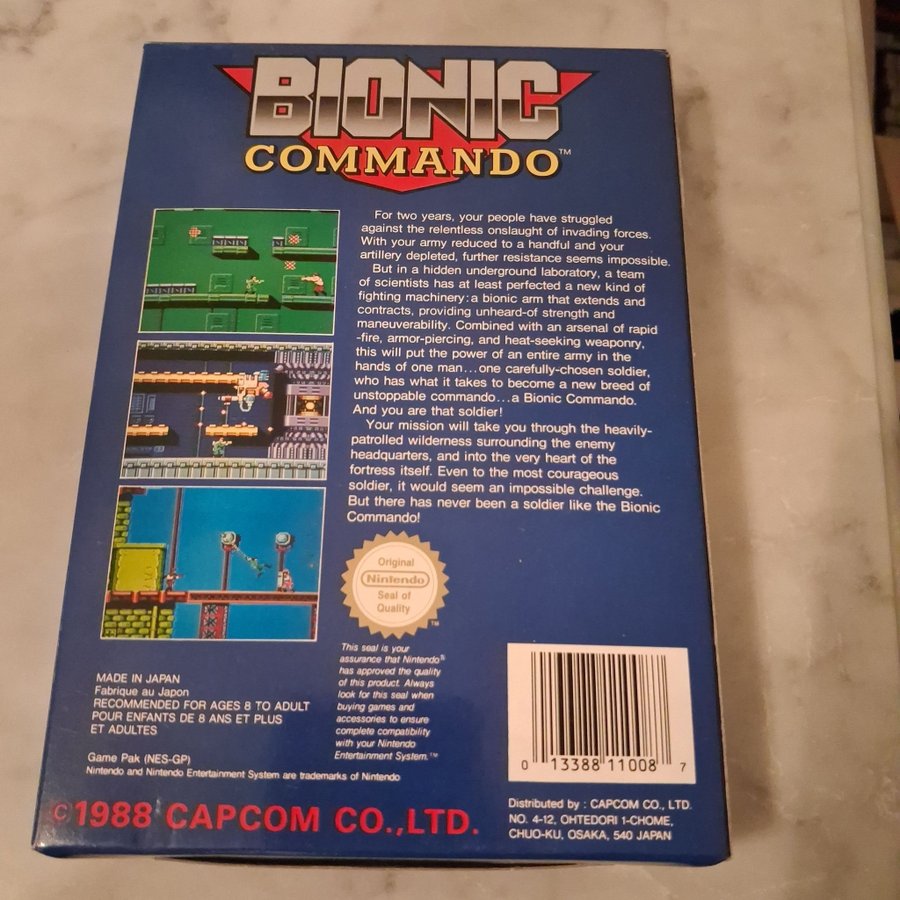 BIONIC
COMMANDO™
For two years, your people have struggled
against the relentless onslaught of invading forces.
With your army reduced to a handful and your
artillery depleted, further resistance seems impossible.
But in a hidden underground laboratory, a team
of scientists has at least perfected a new kind of
fighting machinery: a bionic arm that extends and
contracts, providing unheard-of strength and
maneuverability. Combined with an arsenal of rapid
-fire, armor-piercing, and heat-seeking weaponry,
this will put the power of an entire army in the
hands of one man...one carefully-chosen soldier,
who has what it takes to become a new breed of
unstoppable commando...a Bionic Commando.
And you are that soldier!
Your mission will take you through the heavily-
patrolled wilderness surrounding the enemy
headquarters, and into the very heart of the
fortress itself. Even to the most courageous
soldier, it would seem an impossible challenge.
But there has never been a soldier like the Bionic
Commando!
Original
Nintendo
Seal of
Quality
™
This seal is your
assurance that Nintendo®
has approved the quality
of this product. Always
look for this seal when
buying games and
accessories to ensure
complete compatibility
with your Nintendo
Entertainment System.™
MADE IN JAPAN
Fabrique au Japon
RECOMMENDED FOR AGES 8 TO ADULT
POUR ENFANTS DE 8 ANS ET PLUS
ET ADULTES
Game Pak (NES-GP)
Nintendo and Nintendo Entertainment System are trademarks of Nintendo
©1988 CAPCOM CO.,LTD.
0 13388 11008 7
Distributed by : CAPCOM CO., LTD.
NO. 4-12, OHTEDORI 1-CHOME,
CHUO-KU, OSAKA, 540 JAPAN